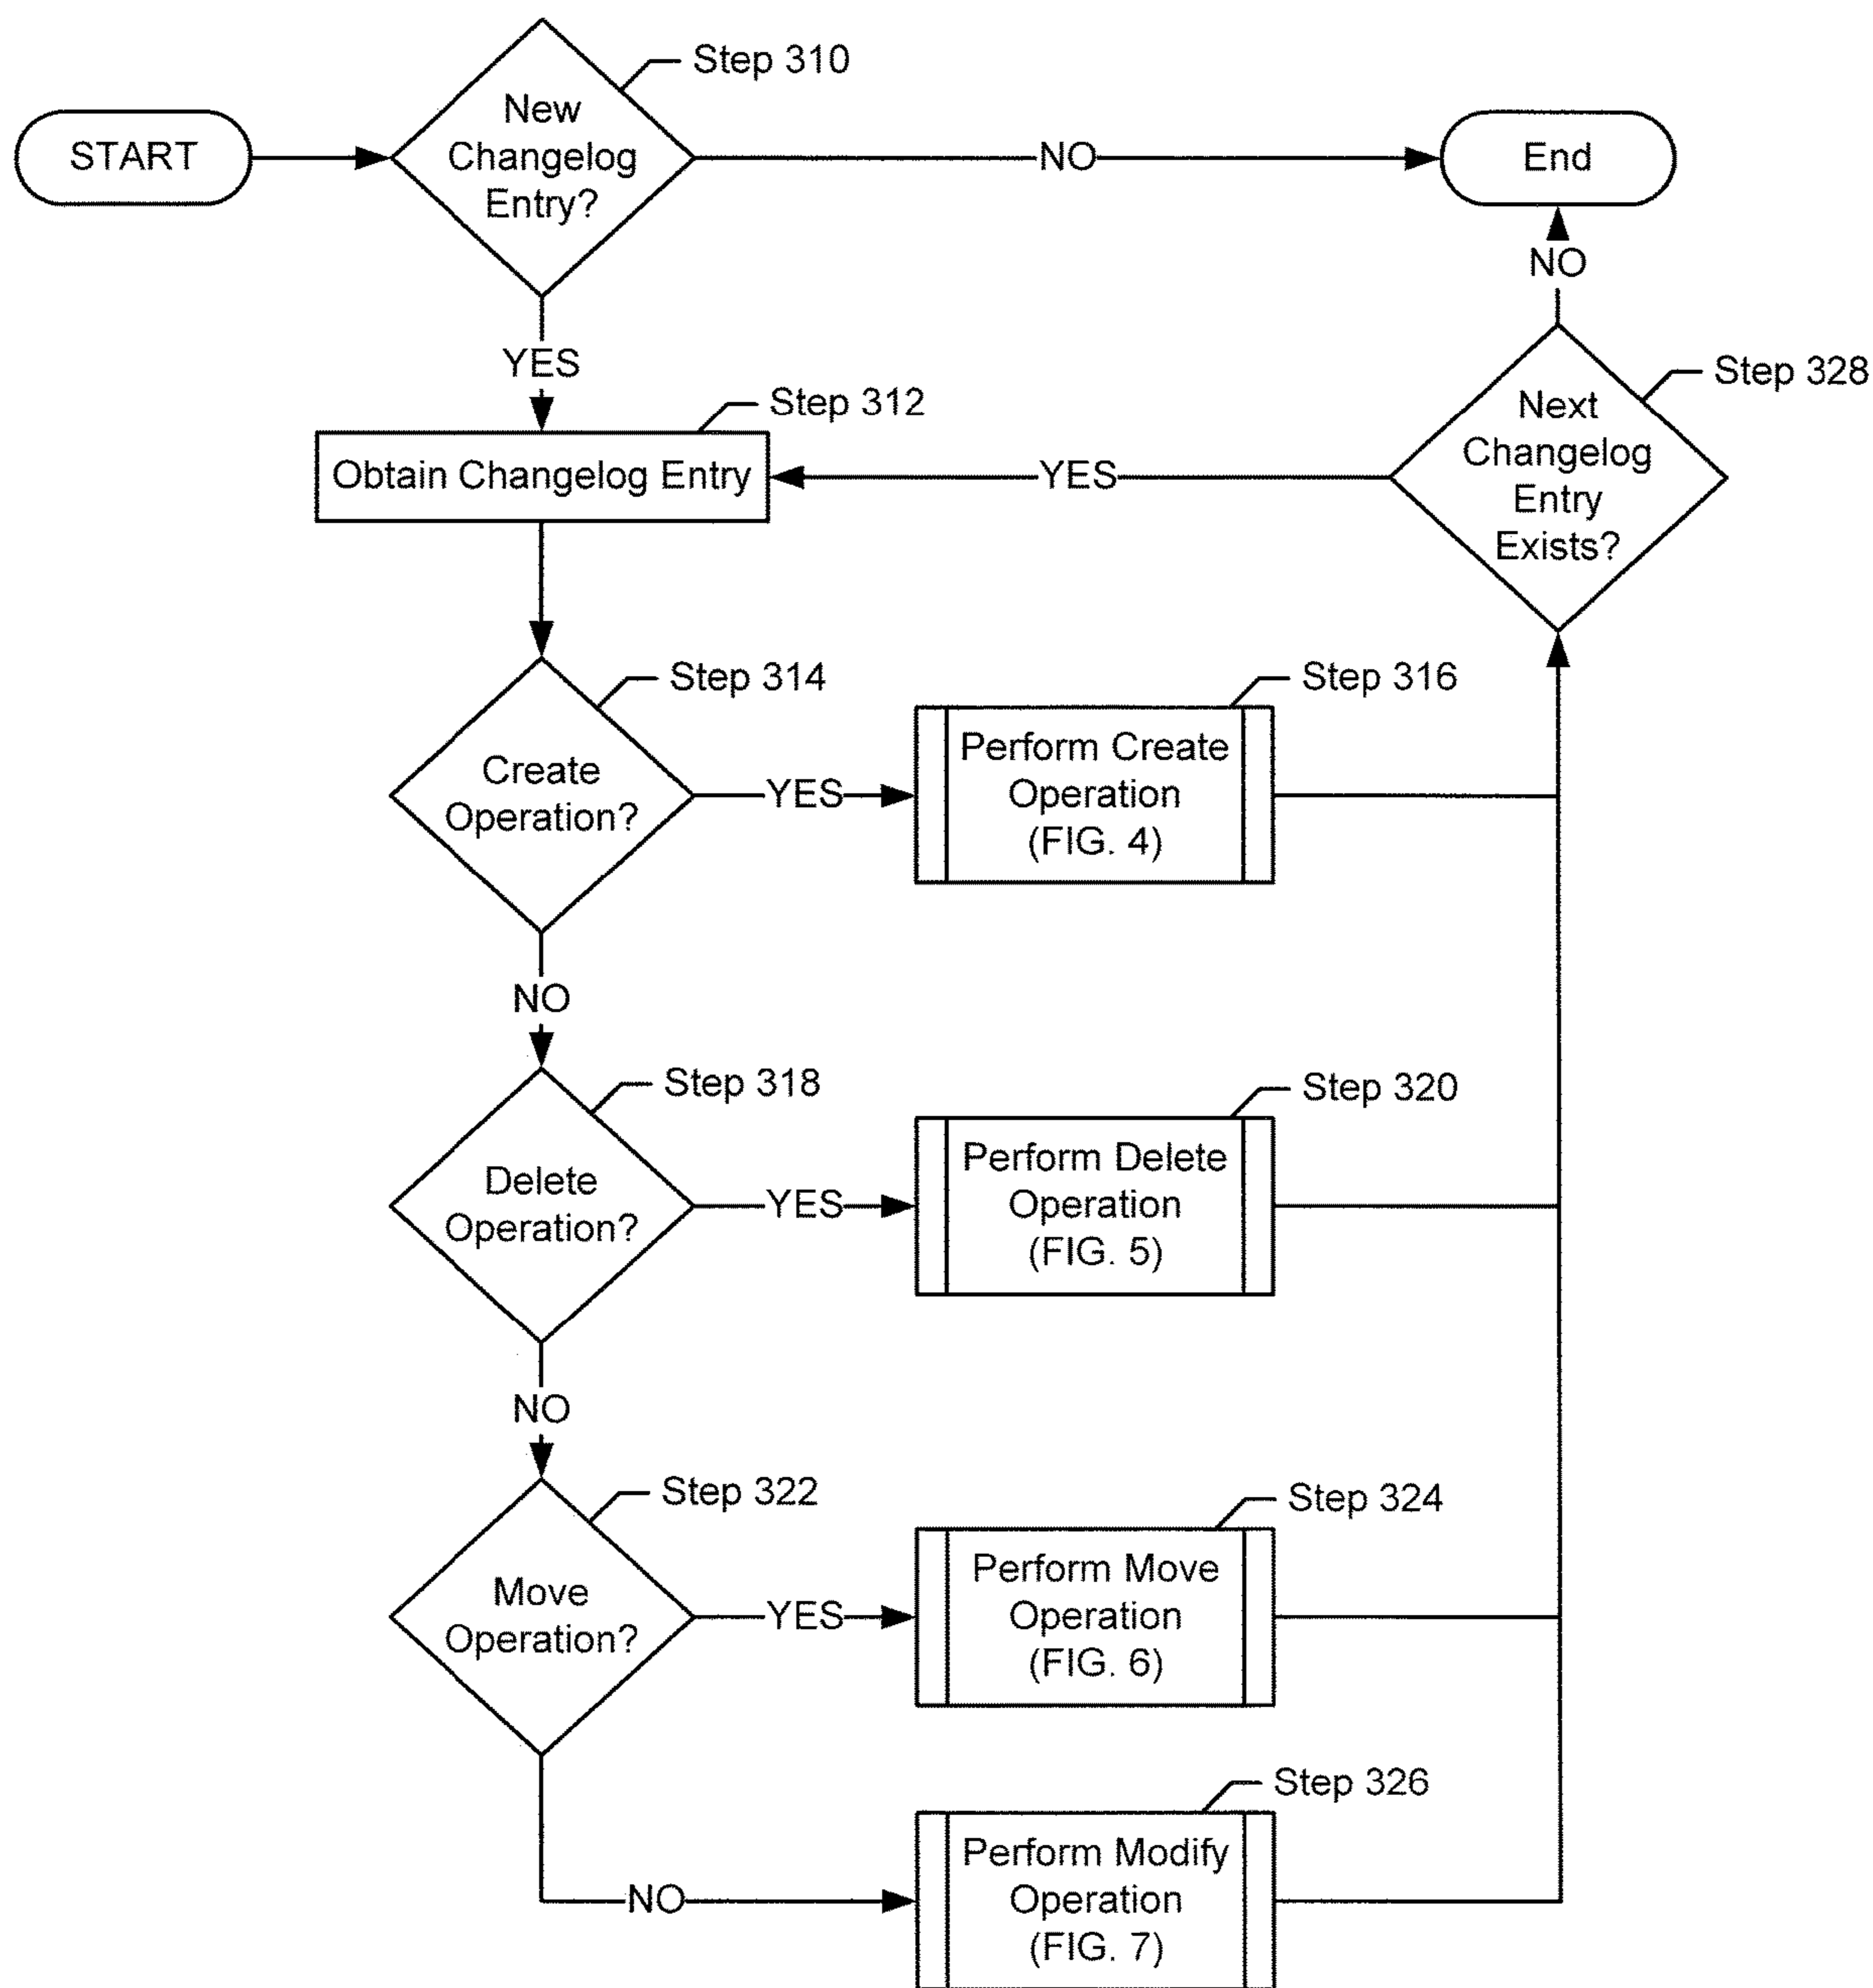 Step 310
START
New
Changelog
Entry?
NO
End
NO
YES
Step 328
Step 312
Next
Changelog
Entry
Exists?
Obtain Changelog Entry
YES
Step 314
Step 316
Create
Operation?
YES
Perform Create
Operation
(FIG. 4)
NO
Step 318
Step 320
Delete
Operation?
YES
Perform Delete
Operation
(FIG. 5)
NO
Step 322
Step 324
Move
Operation?
YES
Perform Move
Operation
(FIG. 6)
Step 326
NO
Perform Modify
Operation
(FIG. 7)